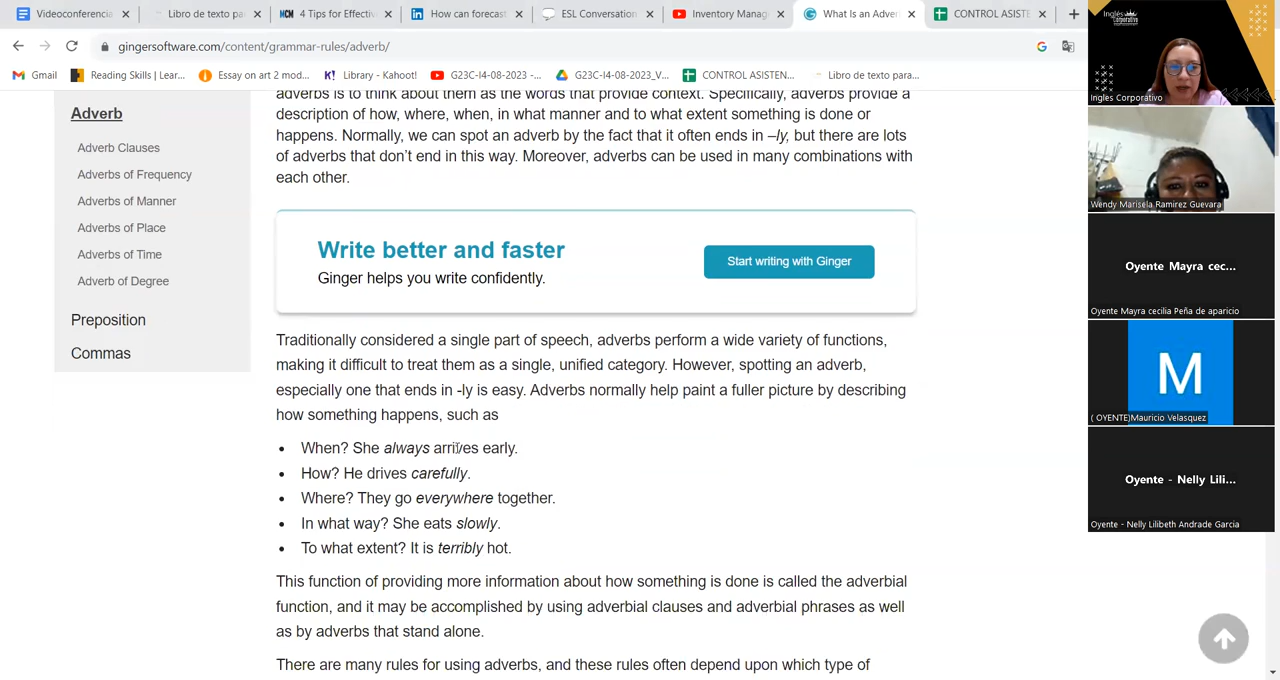 Videoconferencia
Libro de texto pa
4 Tips for Effectiv
How can forecast
ESL Conversation
Inventory Manag
What Is an Adver
CONTROL ASISTE
gingersoftware.com/content/grammar-rules/adverb/
Gmail
Reading Skills | Lear...
Essay on art 2 mod...
Library - Kahoot!
G23C-I4-08-2023 -...
G23C-I4-08-2023_V...
CONTROL ASISTEN...
Libro de texto para...
Adverb
Adverb Clauses
Adverbs of Frequency
Adverbs of Manner
Adverbs of Place
Adverbs of Time
Adverb of Degree
Preposition
Commas
adverbs is to think about them as the words that provide context. Specifically, adverbs provide a
description of how, where, when, in what manner and to what extent something is done or
happens. Normally, we can spot an adverb by the fact that it often ends in –ly, but there are lots
of adverbs that don't end in this way. Moreover, adverbs can be used in many combinations with
each other.
Write better and faster
Ginger helps you write confidently.
Start writing with Ginger
Traditionally considered a single part of speech, adverbs perform a wide variety of functions,
making it difficult to treat them as a single, unified category. However, spotting an adverb,
especially one that ends in -ly is easy. Adverbs normally help paint a fuller picture by describing
how something happens, such as
• When? She always arrives early.
• How? He drives carefully.
• Where? They go everywhere together.
• In what way? She eats slowly.
• To what extent? It is terribly hot.
This function of providing more information about how something is done is called the adverbial
function, and it may be accomplished by using adverbial clauses and adverbial phrases as well
as by adverbs that stand alone.
There are many rules for using adverbs, and these rules often depend upon which type of
Inglés
Corporativo
Ingles Corporativo
Wendy Marisela Ramirez Guevara
Oyente Mayra cec...
Oyente Mayra cecilia Peña de aparicio
M
( OYENTE)Mauricio Velasquez
Oyente - Nelly Lili...
Oyente - Nelly Lilibeth Andrade Garcia